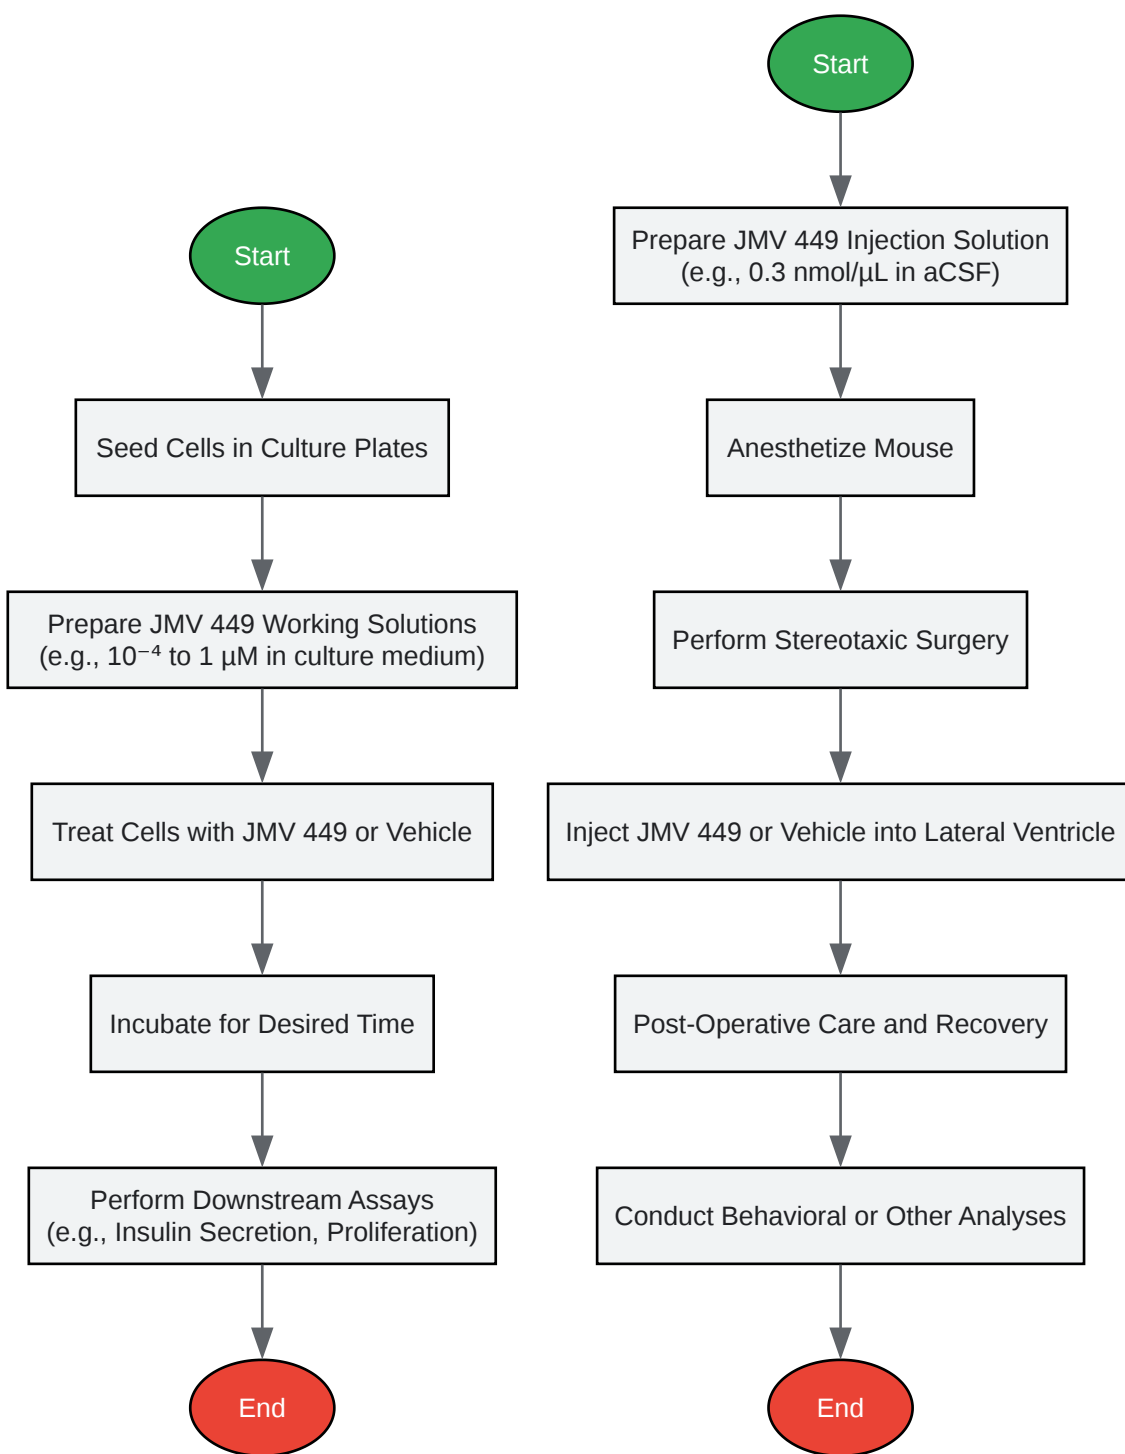 Start
Seed Cells in Culture Plates
Prepare JMV 449 Working Solutions
(e.g., 10⁻⁴ to 1 µM in culture medium)
Treat Cells with JMV 449 or Vehicle
Incubate for Desired Time
Perform Downstream Assays
(e.g., Insulin Secretion, Proliferation)
End
Start
Prepare JMV 449 Injection Solution
(e.g., 0.3 nmol/µL in aCSF)
Anesthetize Mouse
Perform Stereotaxic Surgery
Inject JMV 449 or Vehicle into Lateral Ventricle
Post-Operative Care and Recovery
Conduct Behavioral or Other Analyses
End